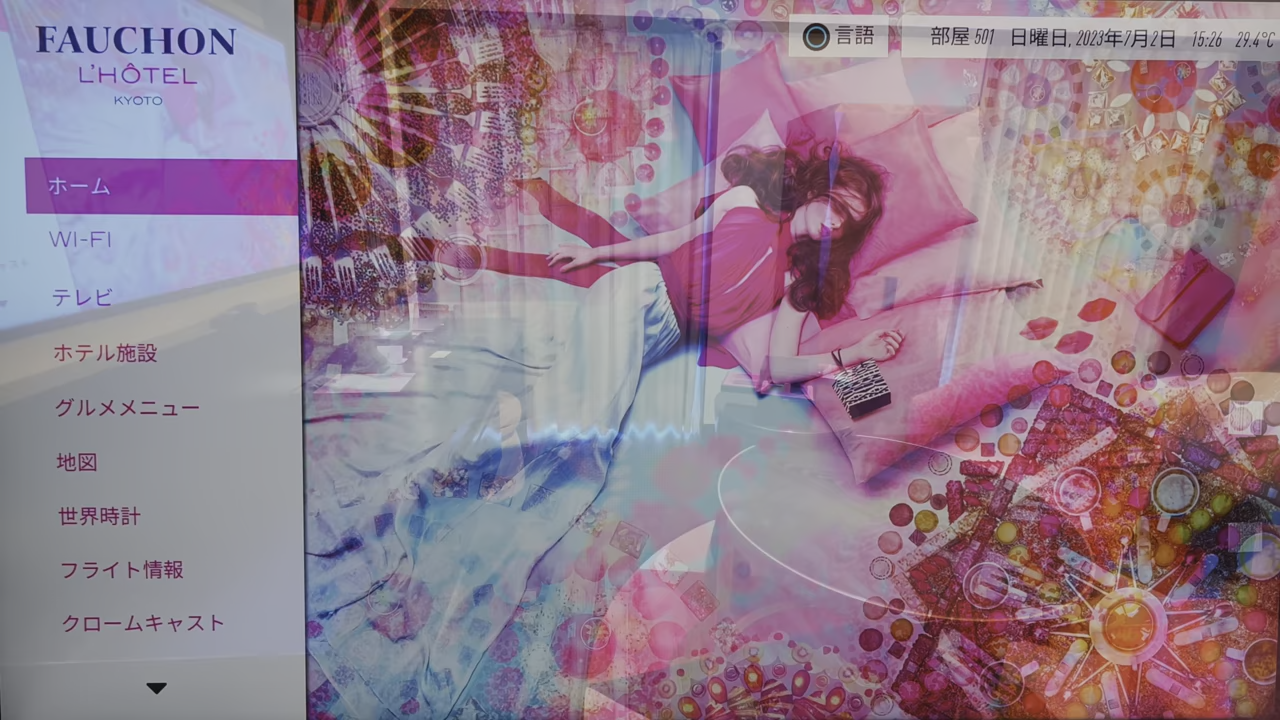 FAUCHON
L'HÔTEL
KYOTO
言語 部屋 501 日曜日, 2023年7月2日 15:26 29.4°C
ホーム
WI-FI
テレビ
ホテル施設
グルメメニュー
地図
世界時計
フライト情報
クロームキャスト